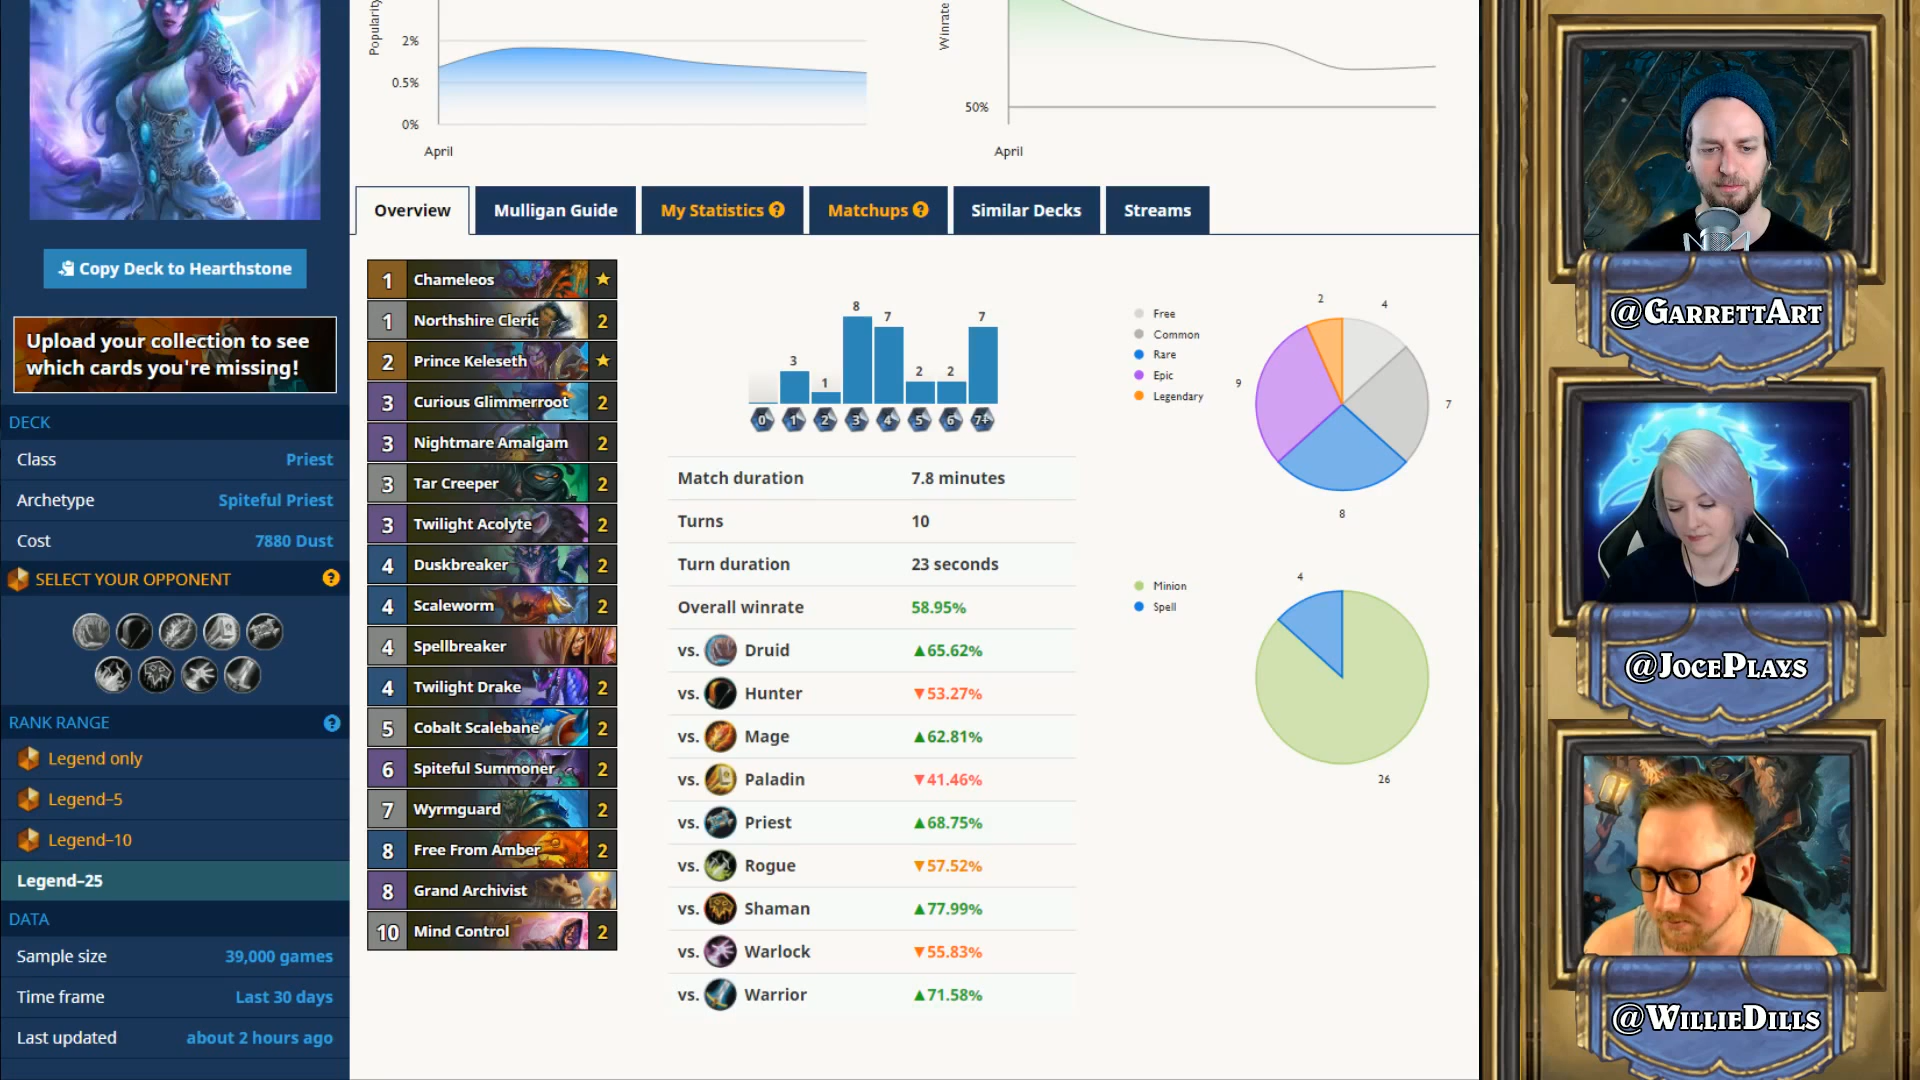 Popularity
2%
0.5%
0%
April
Winrate
50%
April
Overview
Mulligan Guide
My Statistics ?
Matchups ?
Similar Decks
Streams
Copy Deck to Hearthstone
Upload your collection to see
which cards you're missing!
DECK
Class Priest
Archetype Spiteful Priest
Cost 7880 Dust
SELECT YOUR OPPONENT ?
RANK RANGE ?
Legend only
Legend–5
Legend–10
Legend–25
DATA
Sample size 39,000 games
Time frame Last 30 days
Last updated about 2 hours ago
1 Chameleos ★
1 Northshire Cleric 2
2 Prince Keleseth ★
3 Curious Glimmerroot 2
3 Nightmare Amalgam 2
3 Tar Creeper 2
3 Twilight Acolyte 2
4 Duskbreaker 2
4 Scaleworm 2
4 Spellbreaker
4 Twilight Drake 2
5 Cobalt Scalebane 2
6 Spiteful Summoner 2
7 Wyrmguard 2
8 Free From Amber 2
8 Grand Archivist
10 Mind Control 2
3 1 8 7 2 2 7
0 1 2 3 4 5 6 7+
Match duration 7.8 minutes
Turns 10
Turn duration 23 seconds
Overall winrate 58.95%
vs. Druid ▲65.62%
vs. Hunter ▼53.27%
vs. Mage ▲62.81%
vs. Paladin ▼41.46%
vs. Priest ▲68.75%
vs. Rogue ▼57.52%
vs. Shaman ▲77.99%
vs. Warlock ▼55.83%
vs. Warrior ▲71.58%
Free
Common
Rare
Epic
Legendary
2
4
9
7
8
Minion
Spell
4
26
@GarrettArt
@JocePlays
@WillieDills